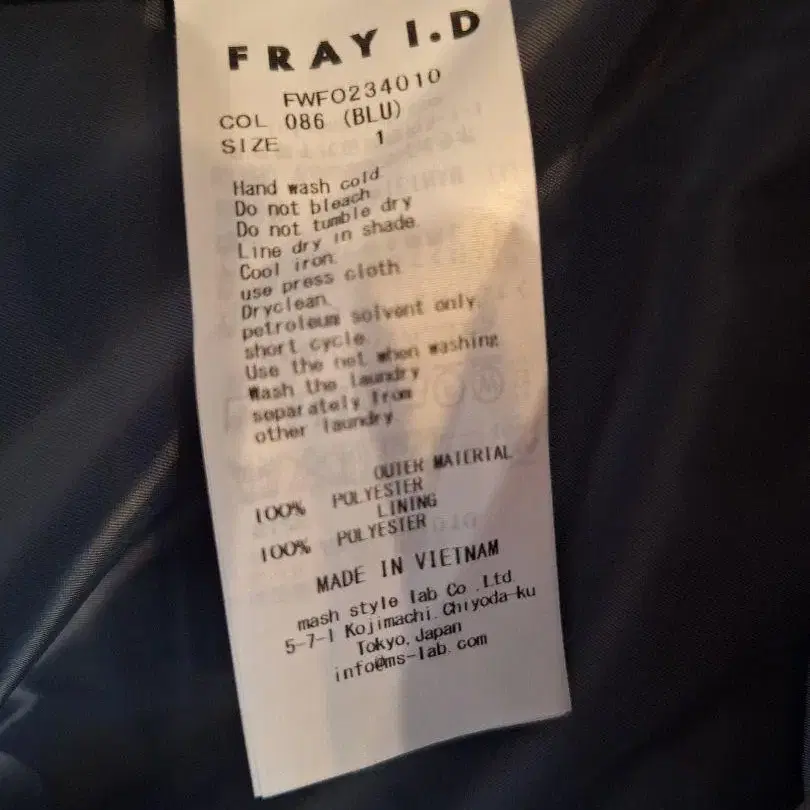 FRAY I.D
FWFO234010
COL 086 (BLU)
SIZE 1
Hand wash cold
Do not bleach
Do not tumble dry
Line dry in shade.
Cool iron.
use press cloth
Dryclean.
petroleum solvent only.
short cycle.
Use the net when washing
Wash the laundry
separately from
other laundry
OUTER MATERIAL
100% POLYESTER
LINING
100% POLYESTER
MADE IN VIETNAM
mash style lab Co.,Ltd.
5-7-1 Kojimachi,Chiyoda-ku
Tokyo,Japan
info@ms-lab.com